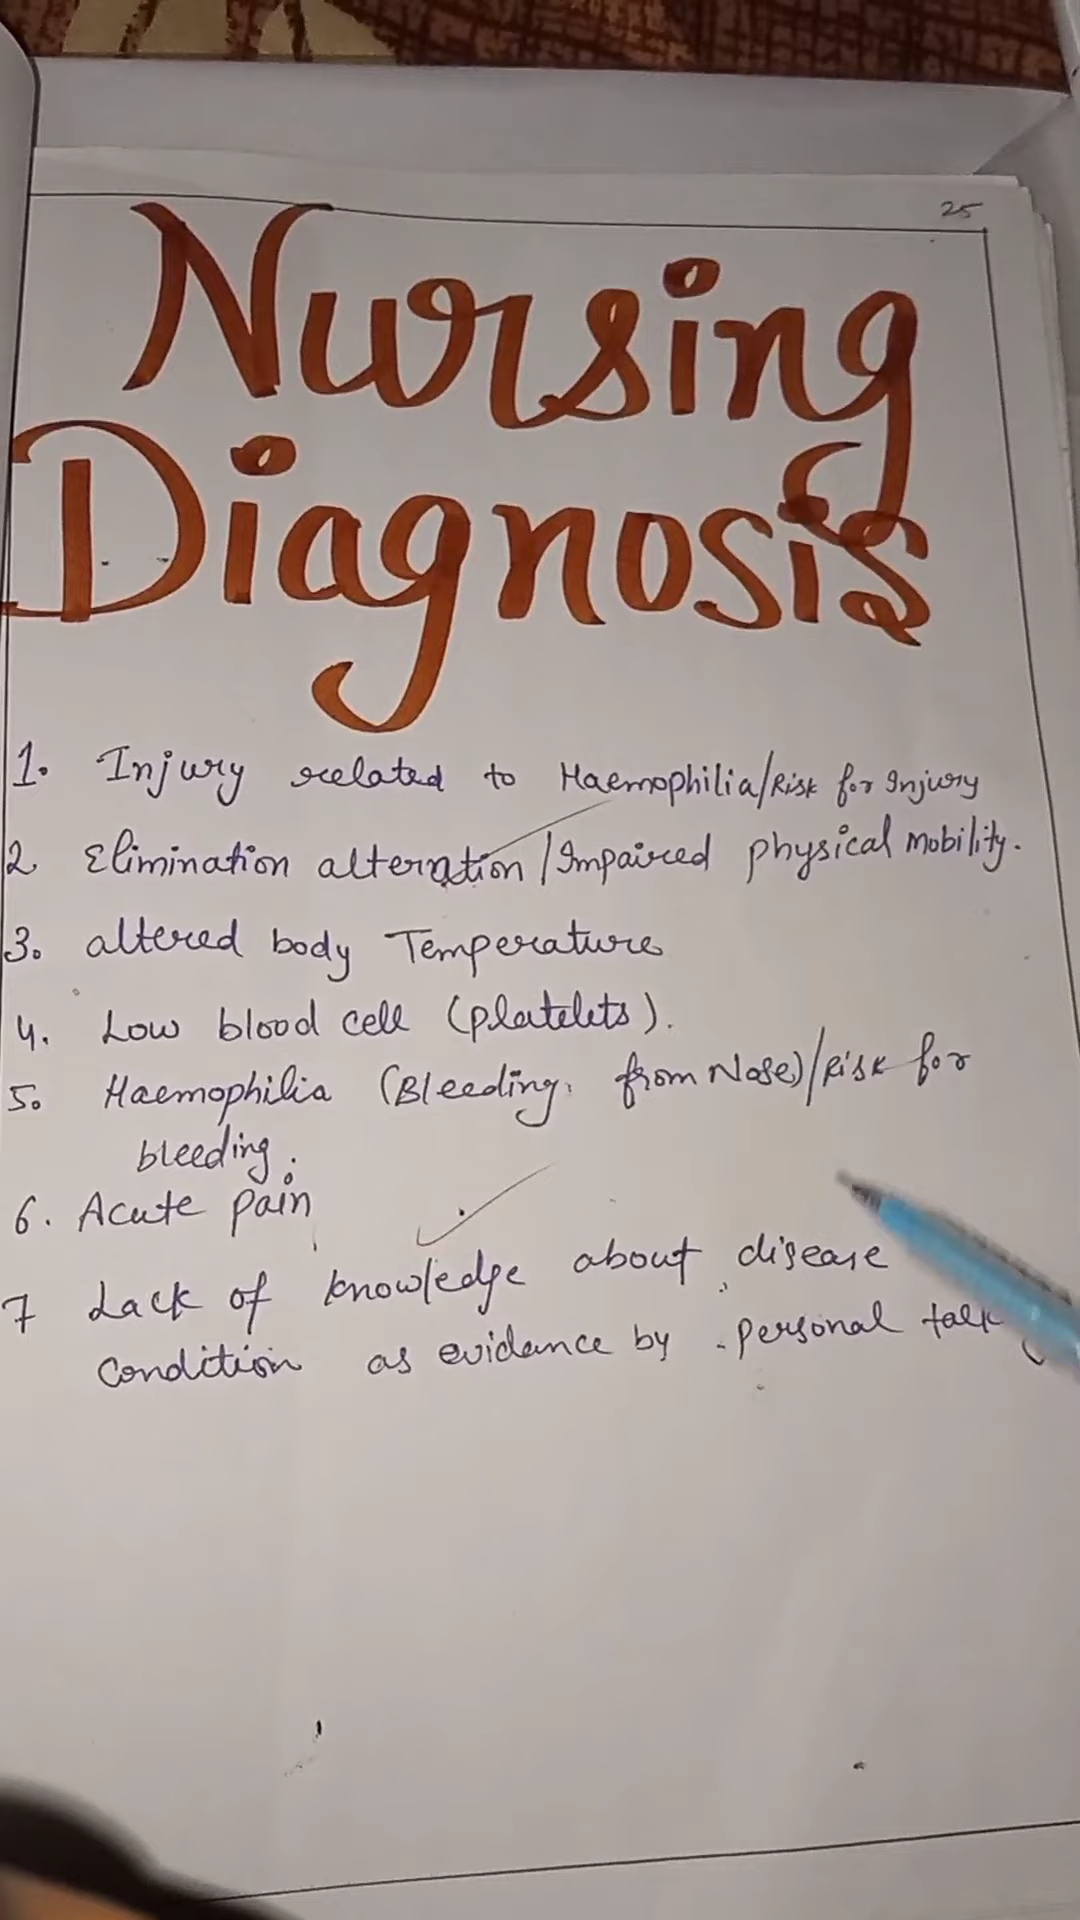 25
Nursing
Diagnosis
1. Injury related to Haemophilia/Risk for Injury
2. Elimination alteration/Impaired physical mobility.
3. altered body Temperature
4. Low blood cell (platelets).
5. Haemophilia (Bleeding from Nose)/Risk for
bleeding.
6. Acute pain
7 Lack of knowledge about disease
condition as evidance by personal talk